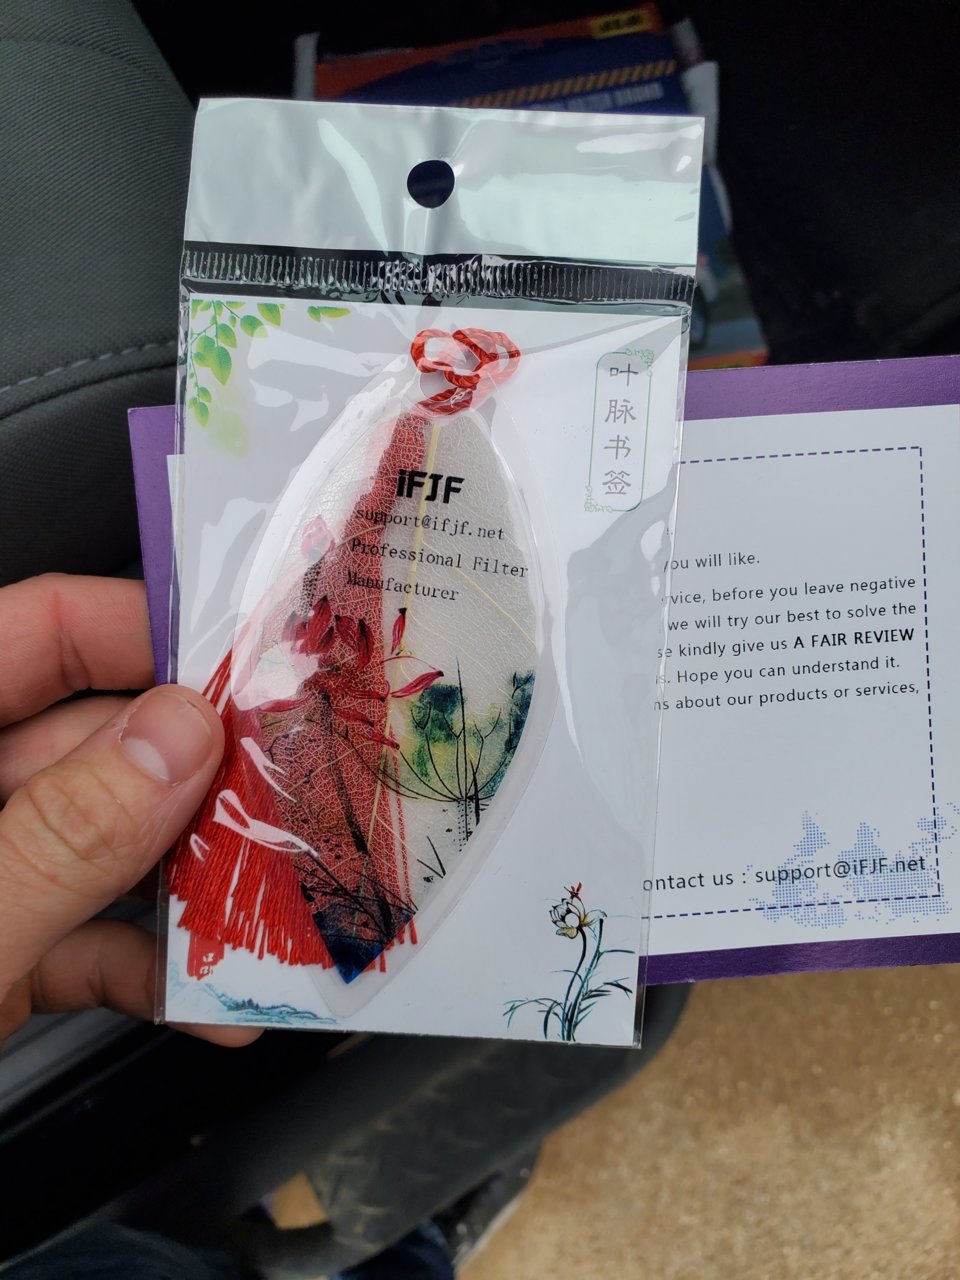 叶脉书签
iFJF
support@ifjf.net
Professional Filter
Manufacturer
you will like.
rvice, before you leave negative
we will try our best to solve the
se kindly give us A FAIR REVIEW
s. Hope you can understand it.
ns about our products or services,
ontact us : support@iFJF.net